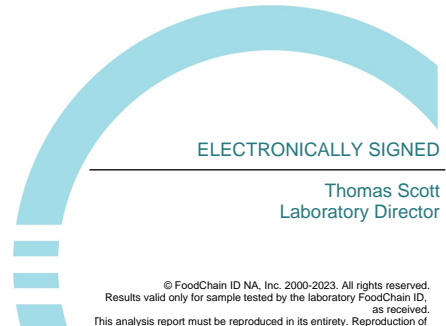 ELECTRONICALLY SIGNED
Thomas Scott
Laboratory Director
© FoodChain ID NA, Inc. 2000-2023. All rights reserved.
Results valid only for sample tested by the laboratory FoodChain ID,
as received.
This analysis report must be reproduced in its entirety. Reproduction of